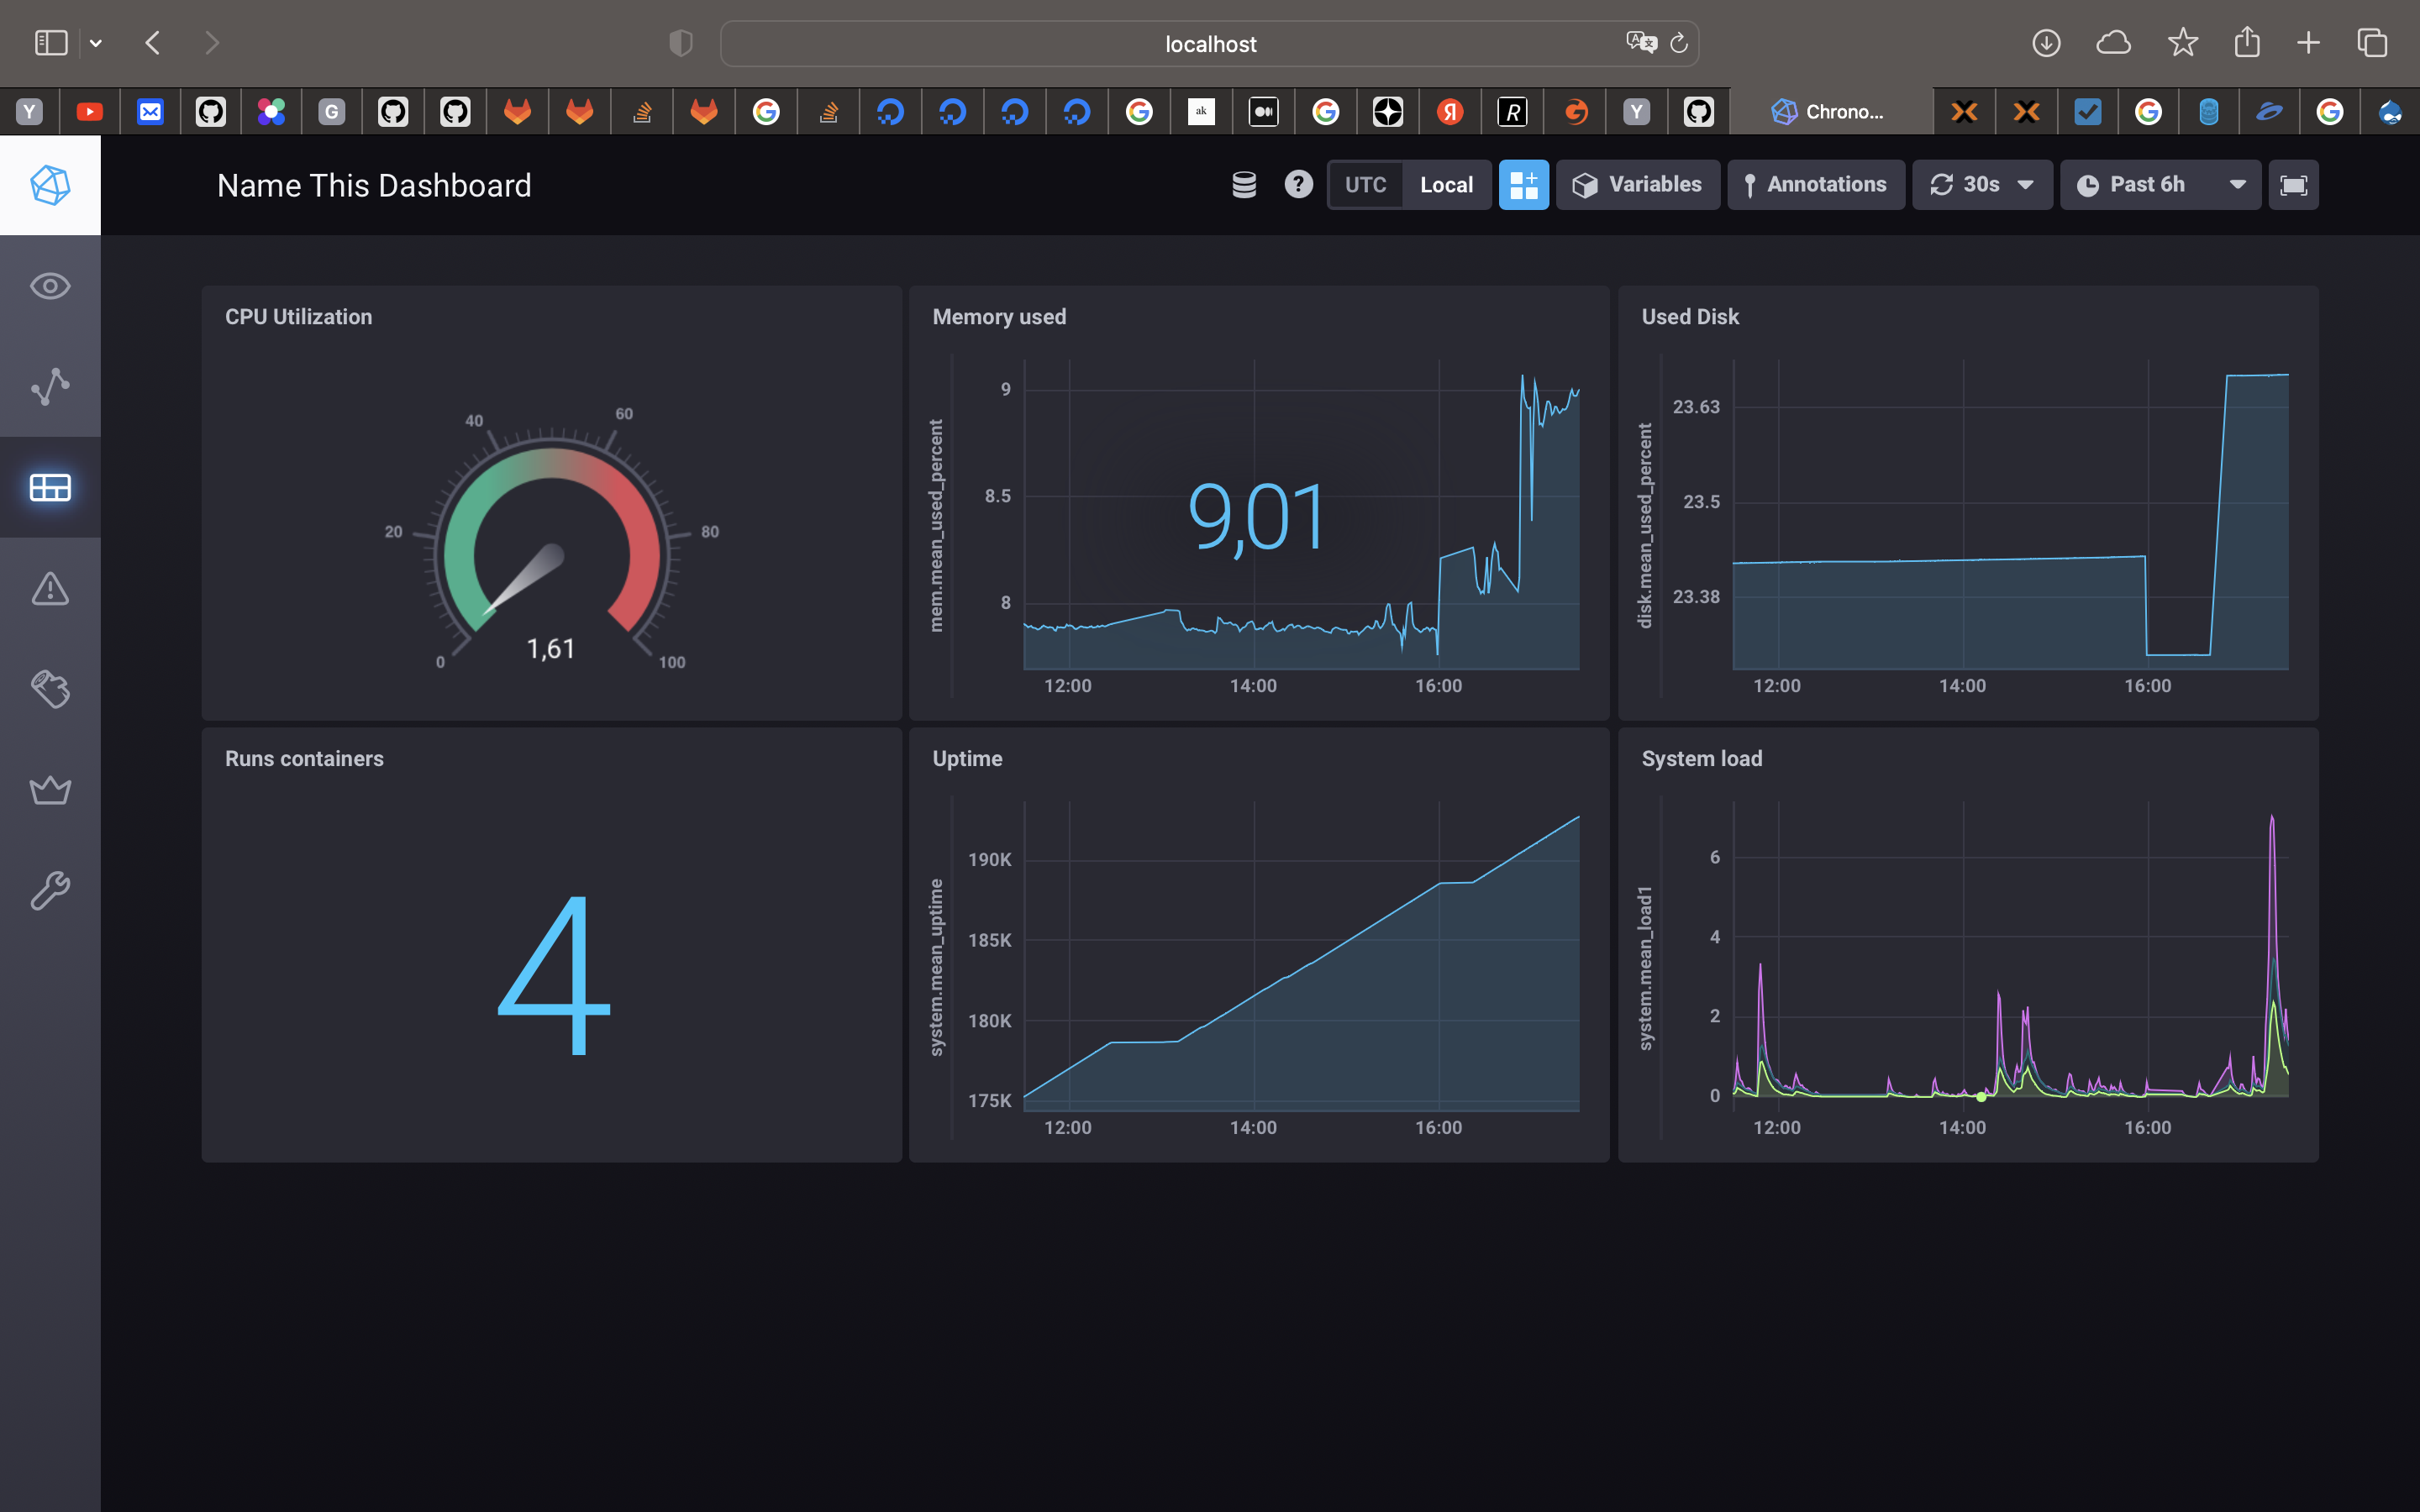 localhost
Y
G
ak
Я
R
Y
Chrono...
Name This Dashboard
?
UTC
Local
Variables
Annotations
30s
Past 6h
CPU Utilization
0
20
40
60
80
100
1,61
Memory used
mem.mean_used_percent
9
8.5
8
9,01
12:00
14:00
16:00
Used Disk
disk.mean_used_percent
23.63
23.5
23.38
12:00
14:00
16:00
Runs containers
4
Uptime
system.mean_uptime
190K
185K
180K
175K
12:00
14:00
16:00
System load
system.mean_load1
6
4
2
0
12:00
14:00
16:00